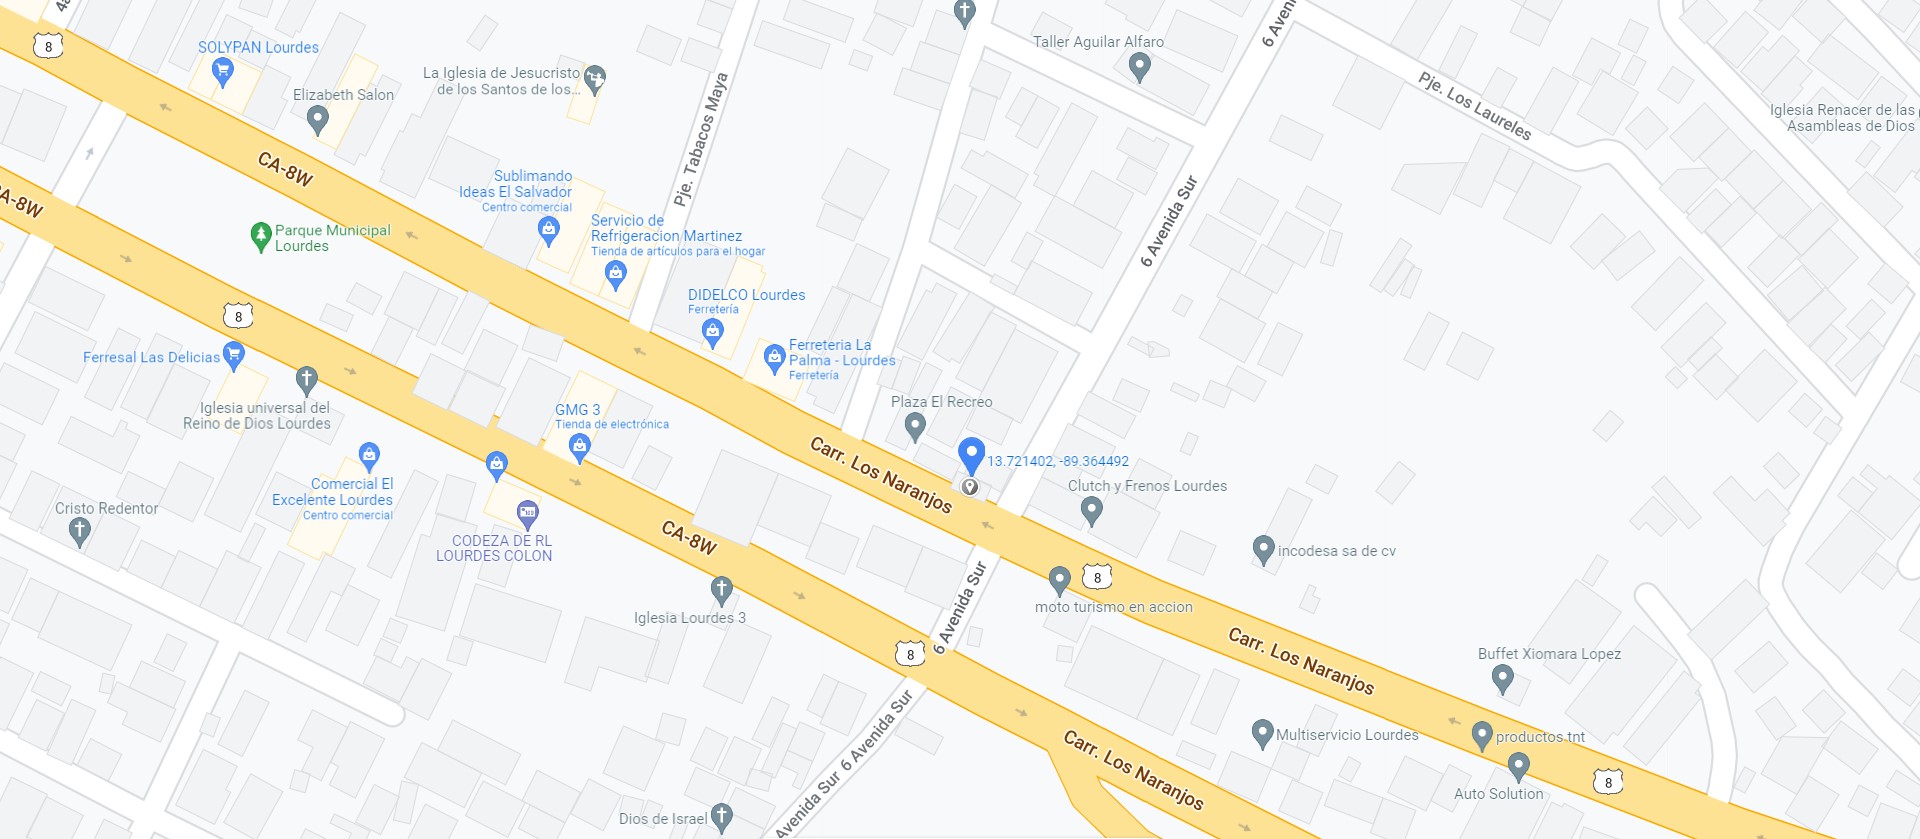 4a
8
SOLYPAN Lourdes
Elizabeth Salon
La Iglesia de Jesucristo
de los Santos de los...
Taller Aguilar Alfaro
6 Aveni
Pje. Los Laureles
Iglesia Renacer de las
Asambleas de Dios
Pje. Tabacos Maya
CA-8W
A-8W
Sublimando
Ideas El Salvador
Centro comercial
Servicio de
Refrigeracion Martinez
Tienda de artículos para el hogar
6 Avenida Sur
Parque Municipal
Lourdes
DIDELCO Lourdes
Ferretería
8
Ferresal Las Delicias
Ferreteria La
Palma - Lourdes
Ferretería
Iglesia universal del
Reino de Dios Lourdes
GMG 3
Tienda de electrónica
Plaza El Recreo
Carr. Los Naranjos
13.721402, -89.364492
Comercial El
Excelente Lourdes
Centro comercial
Clutch y Frenos Lourdes
Cristo Redentor
CODEZA DE RL
LOURDES COLON
CA-8W
incodesa sa de cv
8
moto turismo en accion
6 Avenida Sur
Iglesia Lourdes 3
8
Carr. Los Naranjos
Buffet Xiomara Lopez
6 Avenida Sur
Avenida Sur
Carr. Los Naranjos
Multiservicio Lourdes
productos tnt
8
Auto Solution
Dios de Israel